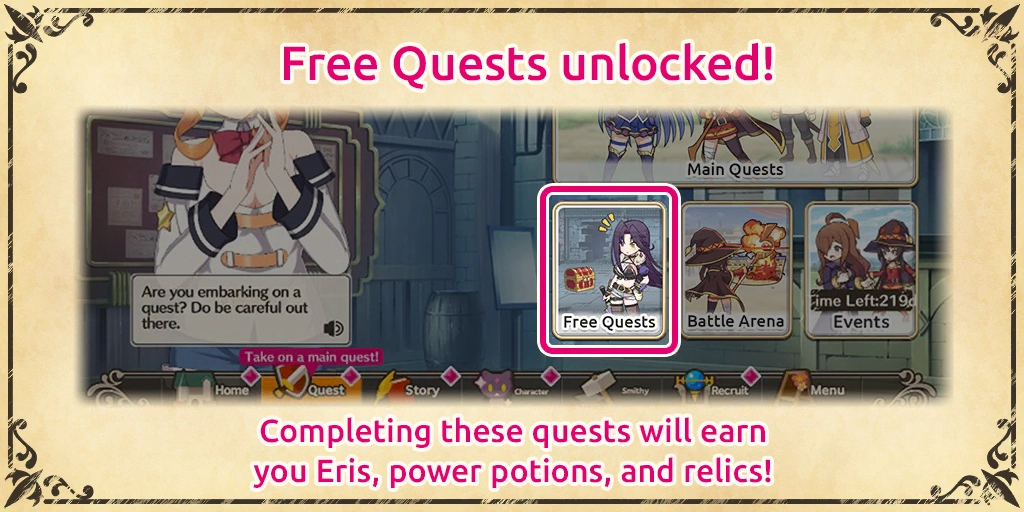 Free Quests unlocked!
Main Quests
Free Quests
Battle Arena
Time Left:219d
Events
Are you embarking on a
quest? Do be careful out
there.
Take on a main quest!
Home
Quest
Story
Character
Smithy
Recruit
Menu
Completing these quests will earn
you Eris, power potions, and relics!